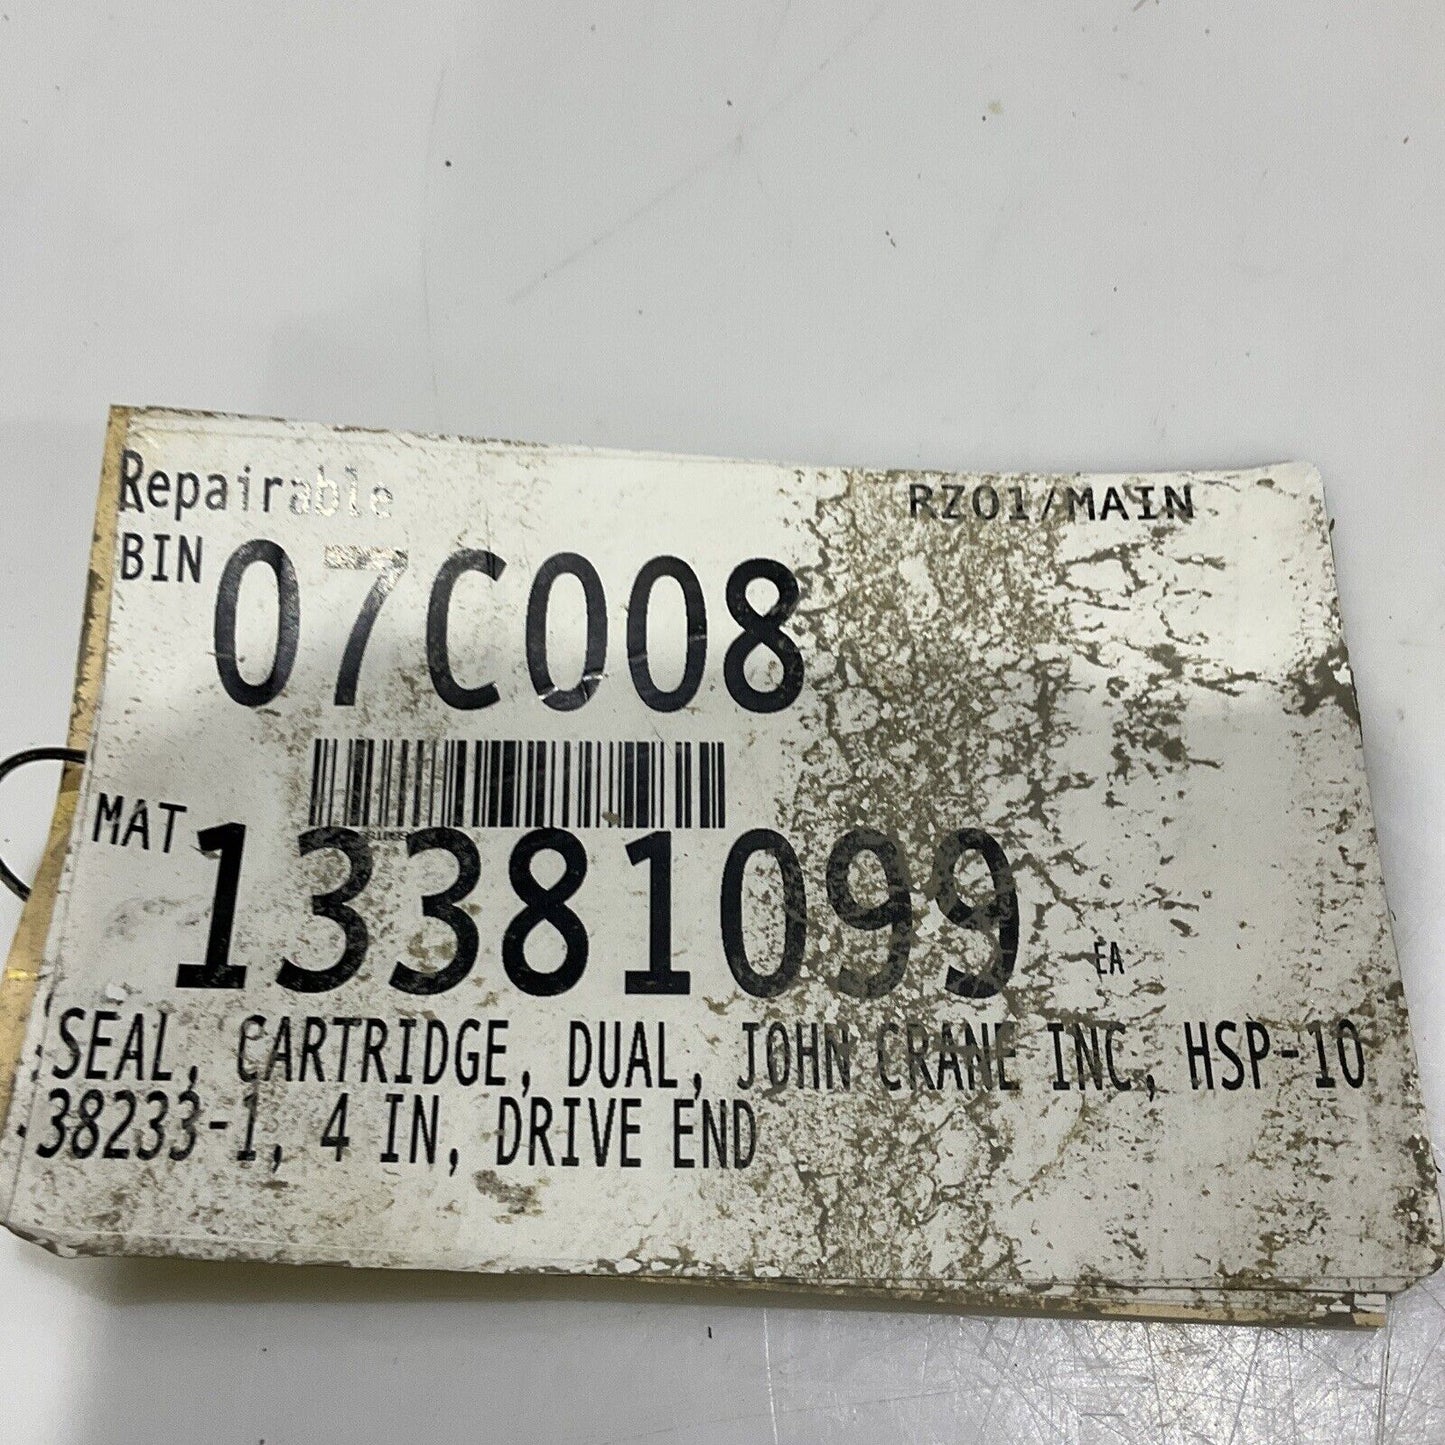 Repairable
RZ01/MAIN
BIN 07C008
MAT 13381099 EA
SEAL, CARTRIDGE, DUAL, JOHN CRANE INC, HSP-10
38233-1, 4 IN, DRIVE END